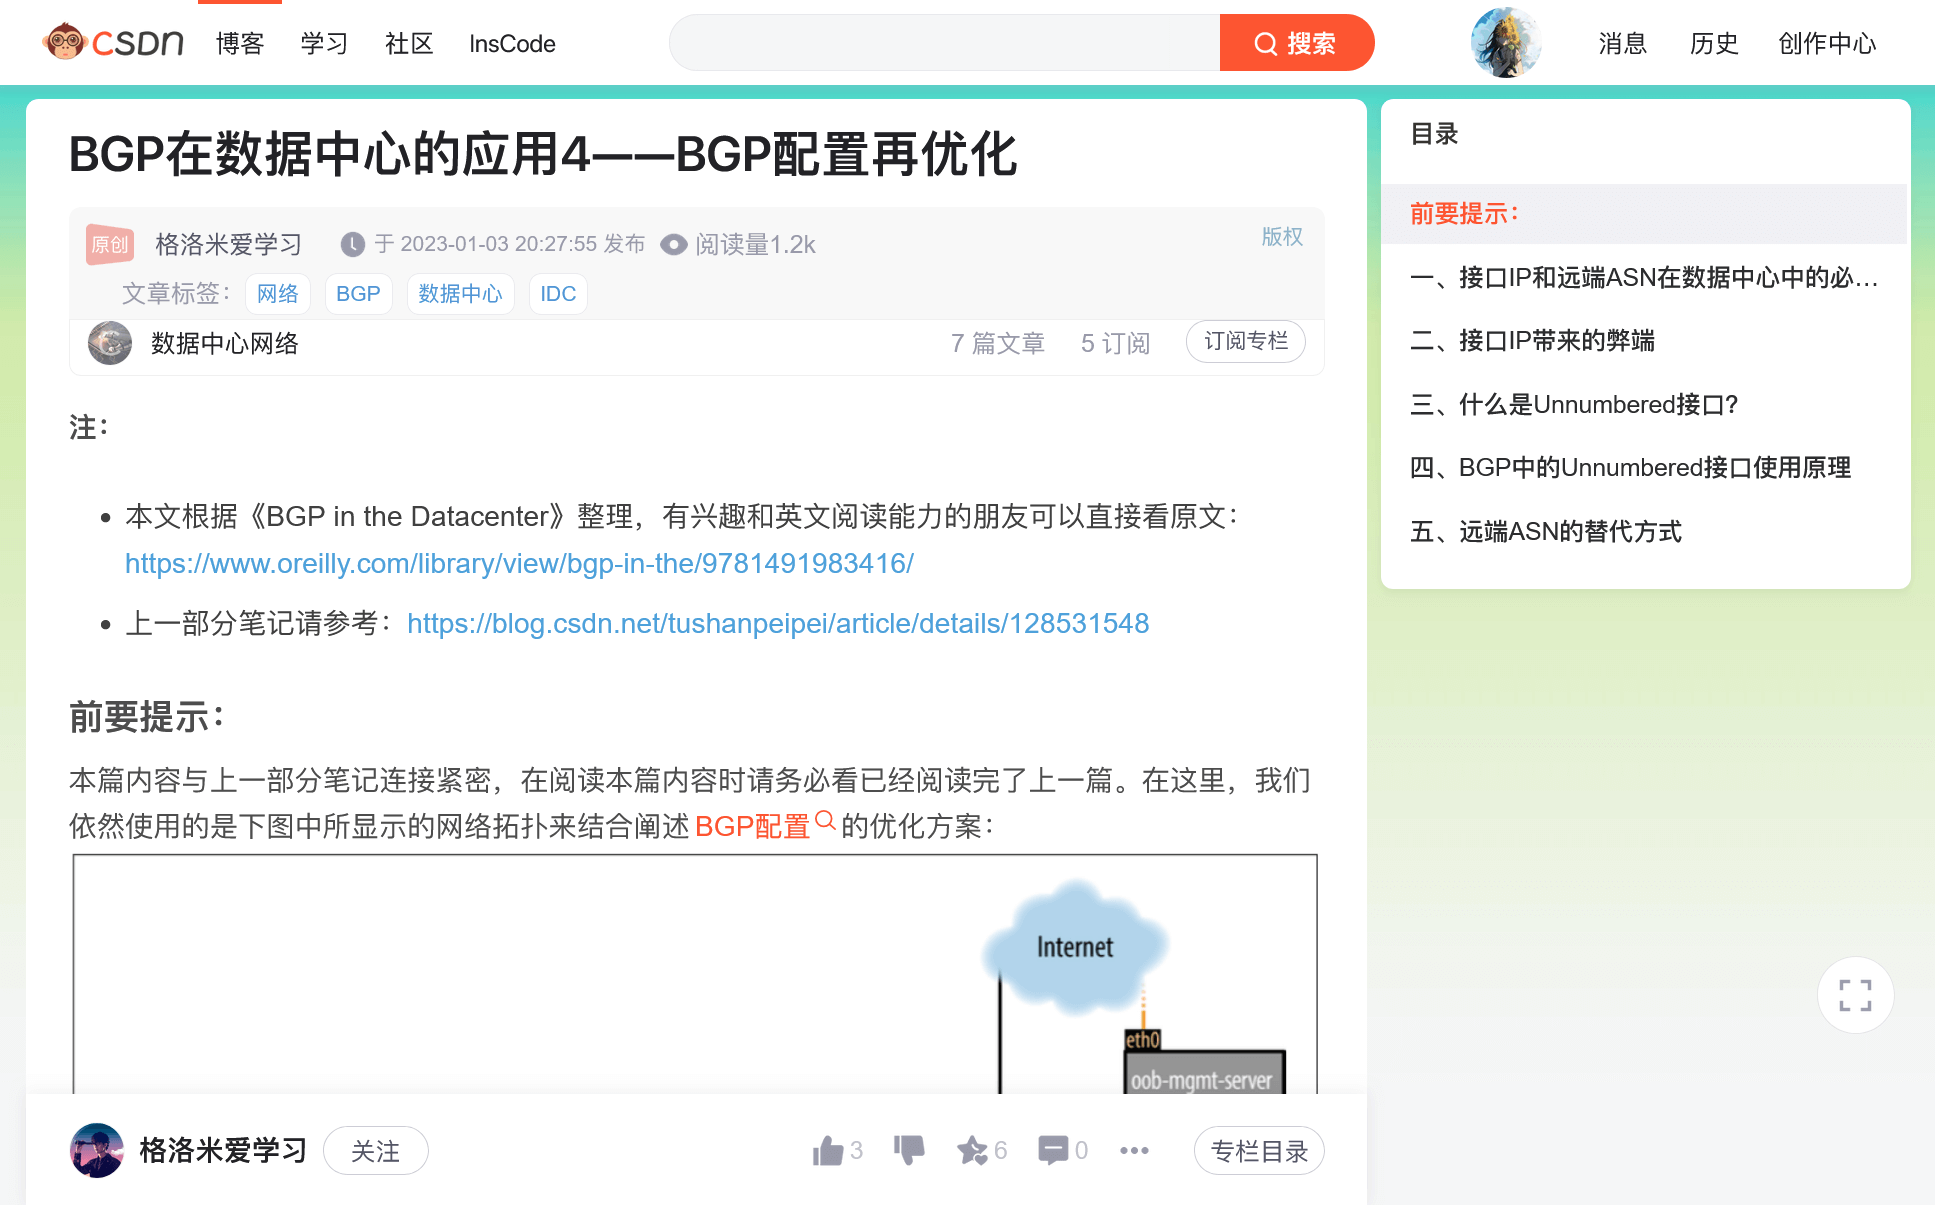 CSDN 博客 学习 社区 InsCode 搜索 消息 历史 创作中心
BGP在数据中心的应用4——BGP配置再优化
原创 格洛米爱学习 于 2023-01-03 20:27:55 发布 阅读量1.2k 版权
文章标签： 网络 BGP 数据中心 IDC
数据中心网络 7 篇文章 5 订阅 订阅专栏
注：
本文根据《BGP in the Datacenter》整理，有兴趣和英文阅读能力的朋友可以直接看原文：
https://www.oreilly.com/library/view/bgp-in-the/9781491983416/
上一部分笔记请参考：https://blog.csdn.net/tushanpeipei/article/details/128531548
前要提示：
本篇内容与上一部分笔记连接紧密，在阅读本篇内容时请务必看已经阅读完了上一篇。在这里，我们
依然使用的是下图中所显示的网络拓扑来结合阐述 BGP配置 的优化方案：
Internet
eth0
oob-mgmt-server
格洛米爱学习 关注 3 6 0 ••• 专栏目录
目录
前要提示：
一、接口IP和远端ASN在数据中心中的必…
二、接口IP带来的弊端
三、什么是Unnumbered接口?
四、BGP中的Unnumbered接口使用原理
五、远端ASN的替代方式